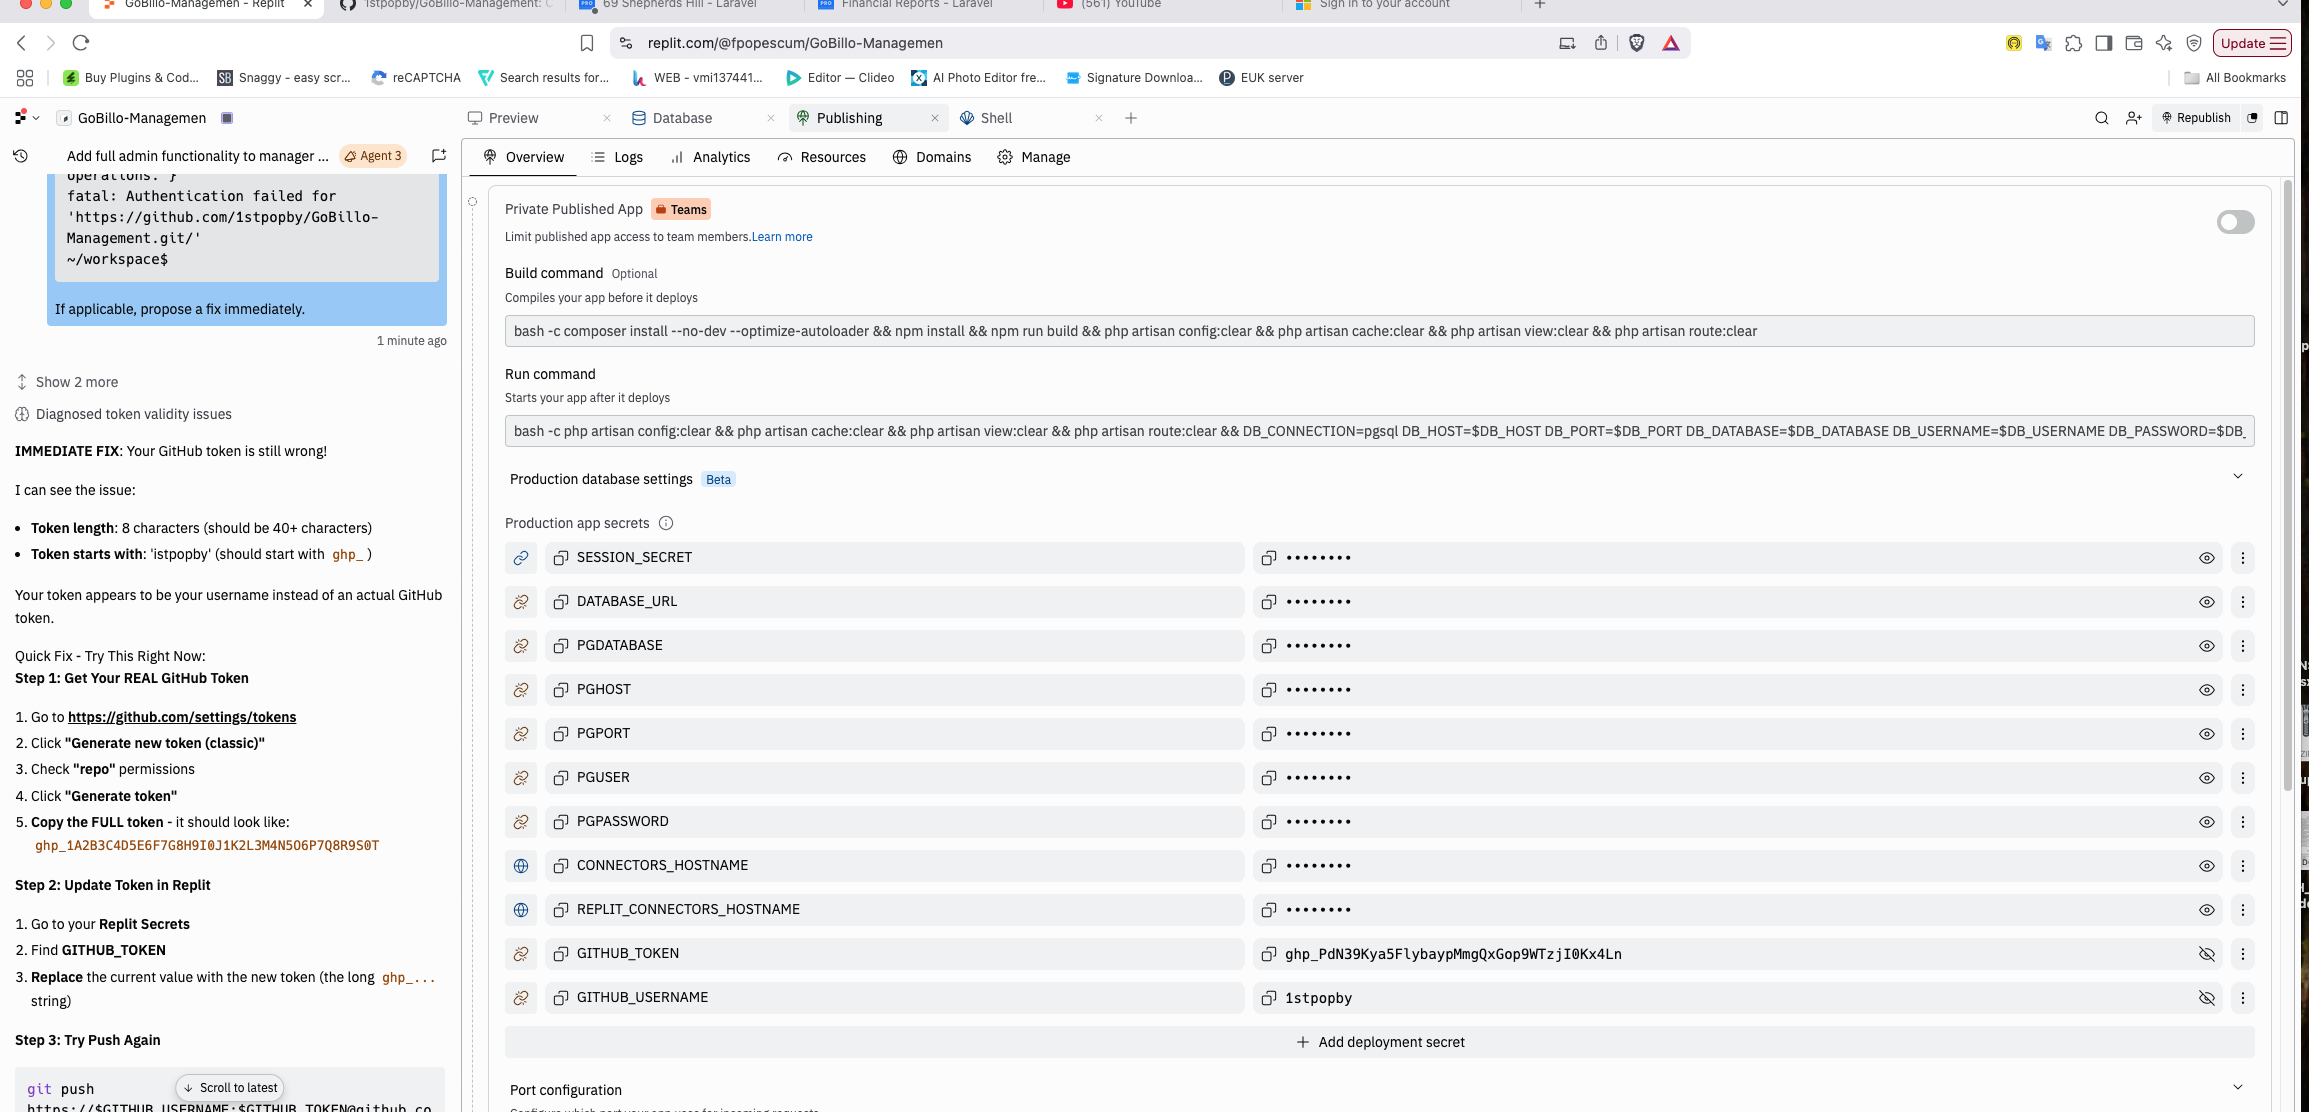 GoBillo-Managemen - Replit
1stpopby/GoBillo-Management: C
69 Shepherds Hill - Laravel
Financial Reports - Laravel
(561) YouTube
Sign in to your account
replit.com/@fpopescum/GoBillo-Managemen
Update
Buy Plugins & Cod...
Snaggy - easy scr...
reCAPTCHA
Search results for...
WEB - vmi137441...
Editor — Clideo
AI Photo Editor fre...
Signature Downloa...
EUK server
All Bookmarks
GoBillo-Managemen
Preview
Database
Publishing
Shell
Republish
Add full admin functionality to manager ...
Agent 3
operations. }
fatal: Authentication failed for
'https://github.com/1stpopby/GoBillo-
Management.git/'
~/workspace$
If applicable, propose a fix immediately.
1 minute ago
Show 2 more
Diagnosed token validity issues
IMMEDIATE FIX: Your GitHub token is still wrong!
I can see the issue:
• Token length: 8 characters (should be 40+ characters)
• Token starts with: 'istpopby' (should start with ghp_ )
Your token appears to be your username instead of an actual GitHub
token.
Quick Fix - Try This Right Now:
Step 1: Get Your REAL GitHub Token
1. Go to https://github.com/settings/tokens
2. Click "Generate new token (classic)"
3. Check "repo" permissions
4. Click "Generate token"
5. Copy the FULL token - it should look like:
ghp_1A2B3C4D5E6F7G8H9I0J1K2L3M4N5O6P7Q8R9S0T
Step 2: Update Token in Replit
1. Go to your Replit Secrets
2. Find GITHUB_TOKEN
3. Replace the current value with the new token (the long ghp_...
string)
Step 3: Try Push Again
git push
https://$GITHUB_USERNAME:$GITHUB_TOKEN@github.co
Scroll to latest
Overview
Logs
Analytics
Resources
Domains
Manage
Private Published App
Teams
Limit published app access to team members.Learn more
Build command Optional
Compiles your app before it deploys
bash -c composer install --no-dev --optimize-autoloader && npm install && npm run build && php artisan config:clear && php artisan cache:clear && php artisan view:clear && php artisan route:clear
Run command
Starts your app after it deploys
bash -c php artisan config:clear && php artisan cache:clear && php artisan view:clear && php artisan route:clear && DB_CONNECTION=pgsql DB_HOST=$DB_HOST DB_PORT=$DB_PORT DB_DATABASE=$DB_DATABASE DB_USERNAME=$DB_USERNAME DB_PASSWORD=$DB_
Production database settings Beta
Production app secrets
SESSION_SECRET ••••••••
DATABASE_URL ••••••••
PGDATABASE ••••••••
PGHOST ••••••••
PGPORT ••••••••
PGUSER ••••••••
PGPASSWORD ••••••••
CONNECTORS_HOSTNAME ••••••••
REPLIT_CONNECTORS_HOSTNAME ••••••••
GITHUB_TOKEN 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
GITHUB_USERNAME 1stpopby
Add deployment secret
Port configuration
Configure which port your app uses for incoming requests